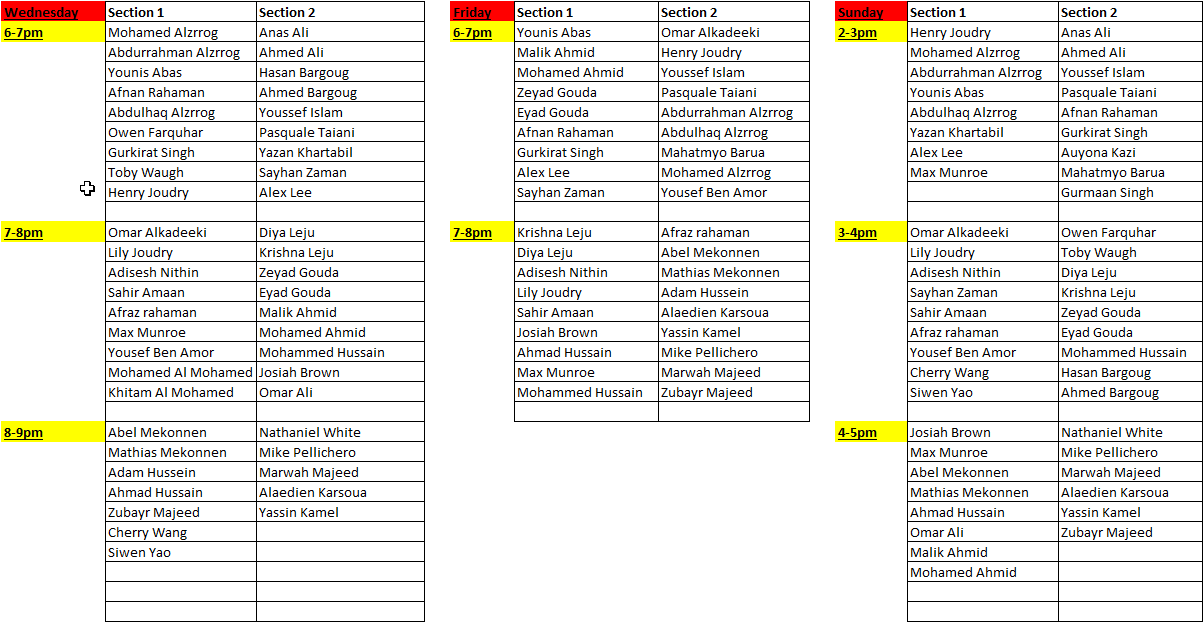 Wednesday Section 1 Section 2
6-7pm Mohamed Alzrrog Anas Ali
Abdurrahman Alzrrog Ahmed Ali
Younis Abas Hasan Bargoug
Afnan Rahaman Ahmed Bargoug
Abdulhaq Alzrrog Youssef Islam
Owen Farquhar Pasquale Taiani
Gurkirat Singh Yazan Khartabil
Toby Waugh Sayhan Zaman
Henry Joudry Alex Lee
7-8pm Omar Alkadeeki Diya Leju
Lily Joudry Krishna Leju
Adisesh Nithin Zeyad Gouda
Sahir Amaan Eyad Gouda
Afraz rahaman Malik Ahmid
Max Munroe Mohamed Ahmid
Yousef Ben Amor Mohammed Hussain
Mohamed Al Mohamed Josiah Brown
Khitam Al Mohamed Omar Ali
8-9pm Abel Mekonnen Nathaniel White
Mathias Mekonnen Mike Pellichero
Adam Hussein Marwah Majeed
Ahmad Hussain Alaedien Karsoua
Zubayr Majeed Yassin Kamel
Cherry Wang
Siwen Yao
Friday Section 1 Section 2
6-7pm Younis Abas Omar Alkadeeki
Malik Ahmid Henry Joudry
Mohamed Ahmid Youssef Islam
Zeyad Gouda Pasquale Taiani
Eyad Gouda Abdurrahman Alzrrog
Afnan Rahaman Abdulhaq Alzrrog
Gurkirat Singh Mahatmyo Barua
Alex Lee Mohamed Alzrrog
Sayhan Zaman Yousef Ben Amor
7-8pm Krishna Leju Afraz rahaman
Diya Leju Abel Mekonnen
Adisesh Nithin Mathias Mekonnen
Lily Joudry Adam Hussein
Sahir Amaan Alaedien Karsoua
Josiah Brown Yassin Kamel
Ahmad Hussain Mike Pellichero
Max Munroe Marwah Majeed
Mohammed Hussain Zubayr Majeed
Sunday Section 1 Section 2
2-3pm Henry Joudry Anas Ali
Mohamed Alzrrog Ahmed Ali
Abdurrahman Alzrrog Youssef Islam
Younis Abas Pasquale Taiani
Abdulhaq Alzrrog Afnan Rahaman
Yazan Khartabil Gurkirat Singh
Alex Lee Auyona Kazi
Max Munroe Mahatmyo Barua
Gurmaan Singh
3-4pm Omar Alkadeeki Owen Farquhar
Lily Joudry Toby Waugh
Adisesh Nithin Diya Leju
Sayhan Zaman Krishna Leju
Sahir Amaan Zeyad Gouda
Afraz rahaman Eyad Gouda
Yousef Ben Amor Mohammed Hussain
Cherry Wang Hasan Bargoug
Siwen Yao Ahmed Bargoug
4-5pm Josiah Brown Nathaniel White
Max Munroe Mike Pellichero
Abel Mekonnen Marwah Majeed
Mathias Mekonnen Alaedien Karsoua
Ahmad Hussain Yassin Kamel
Omar Ali Zubayr Majeed
Malik Ahmid
Mohamed Ahmid